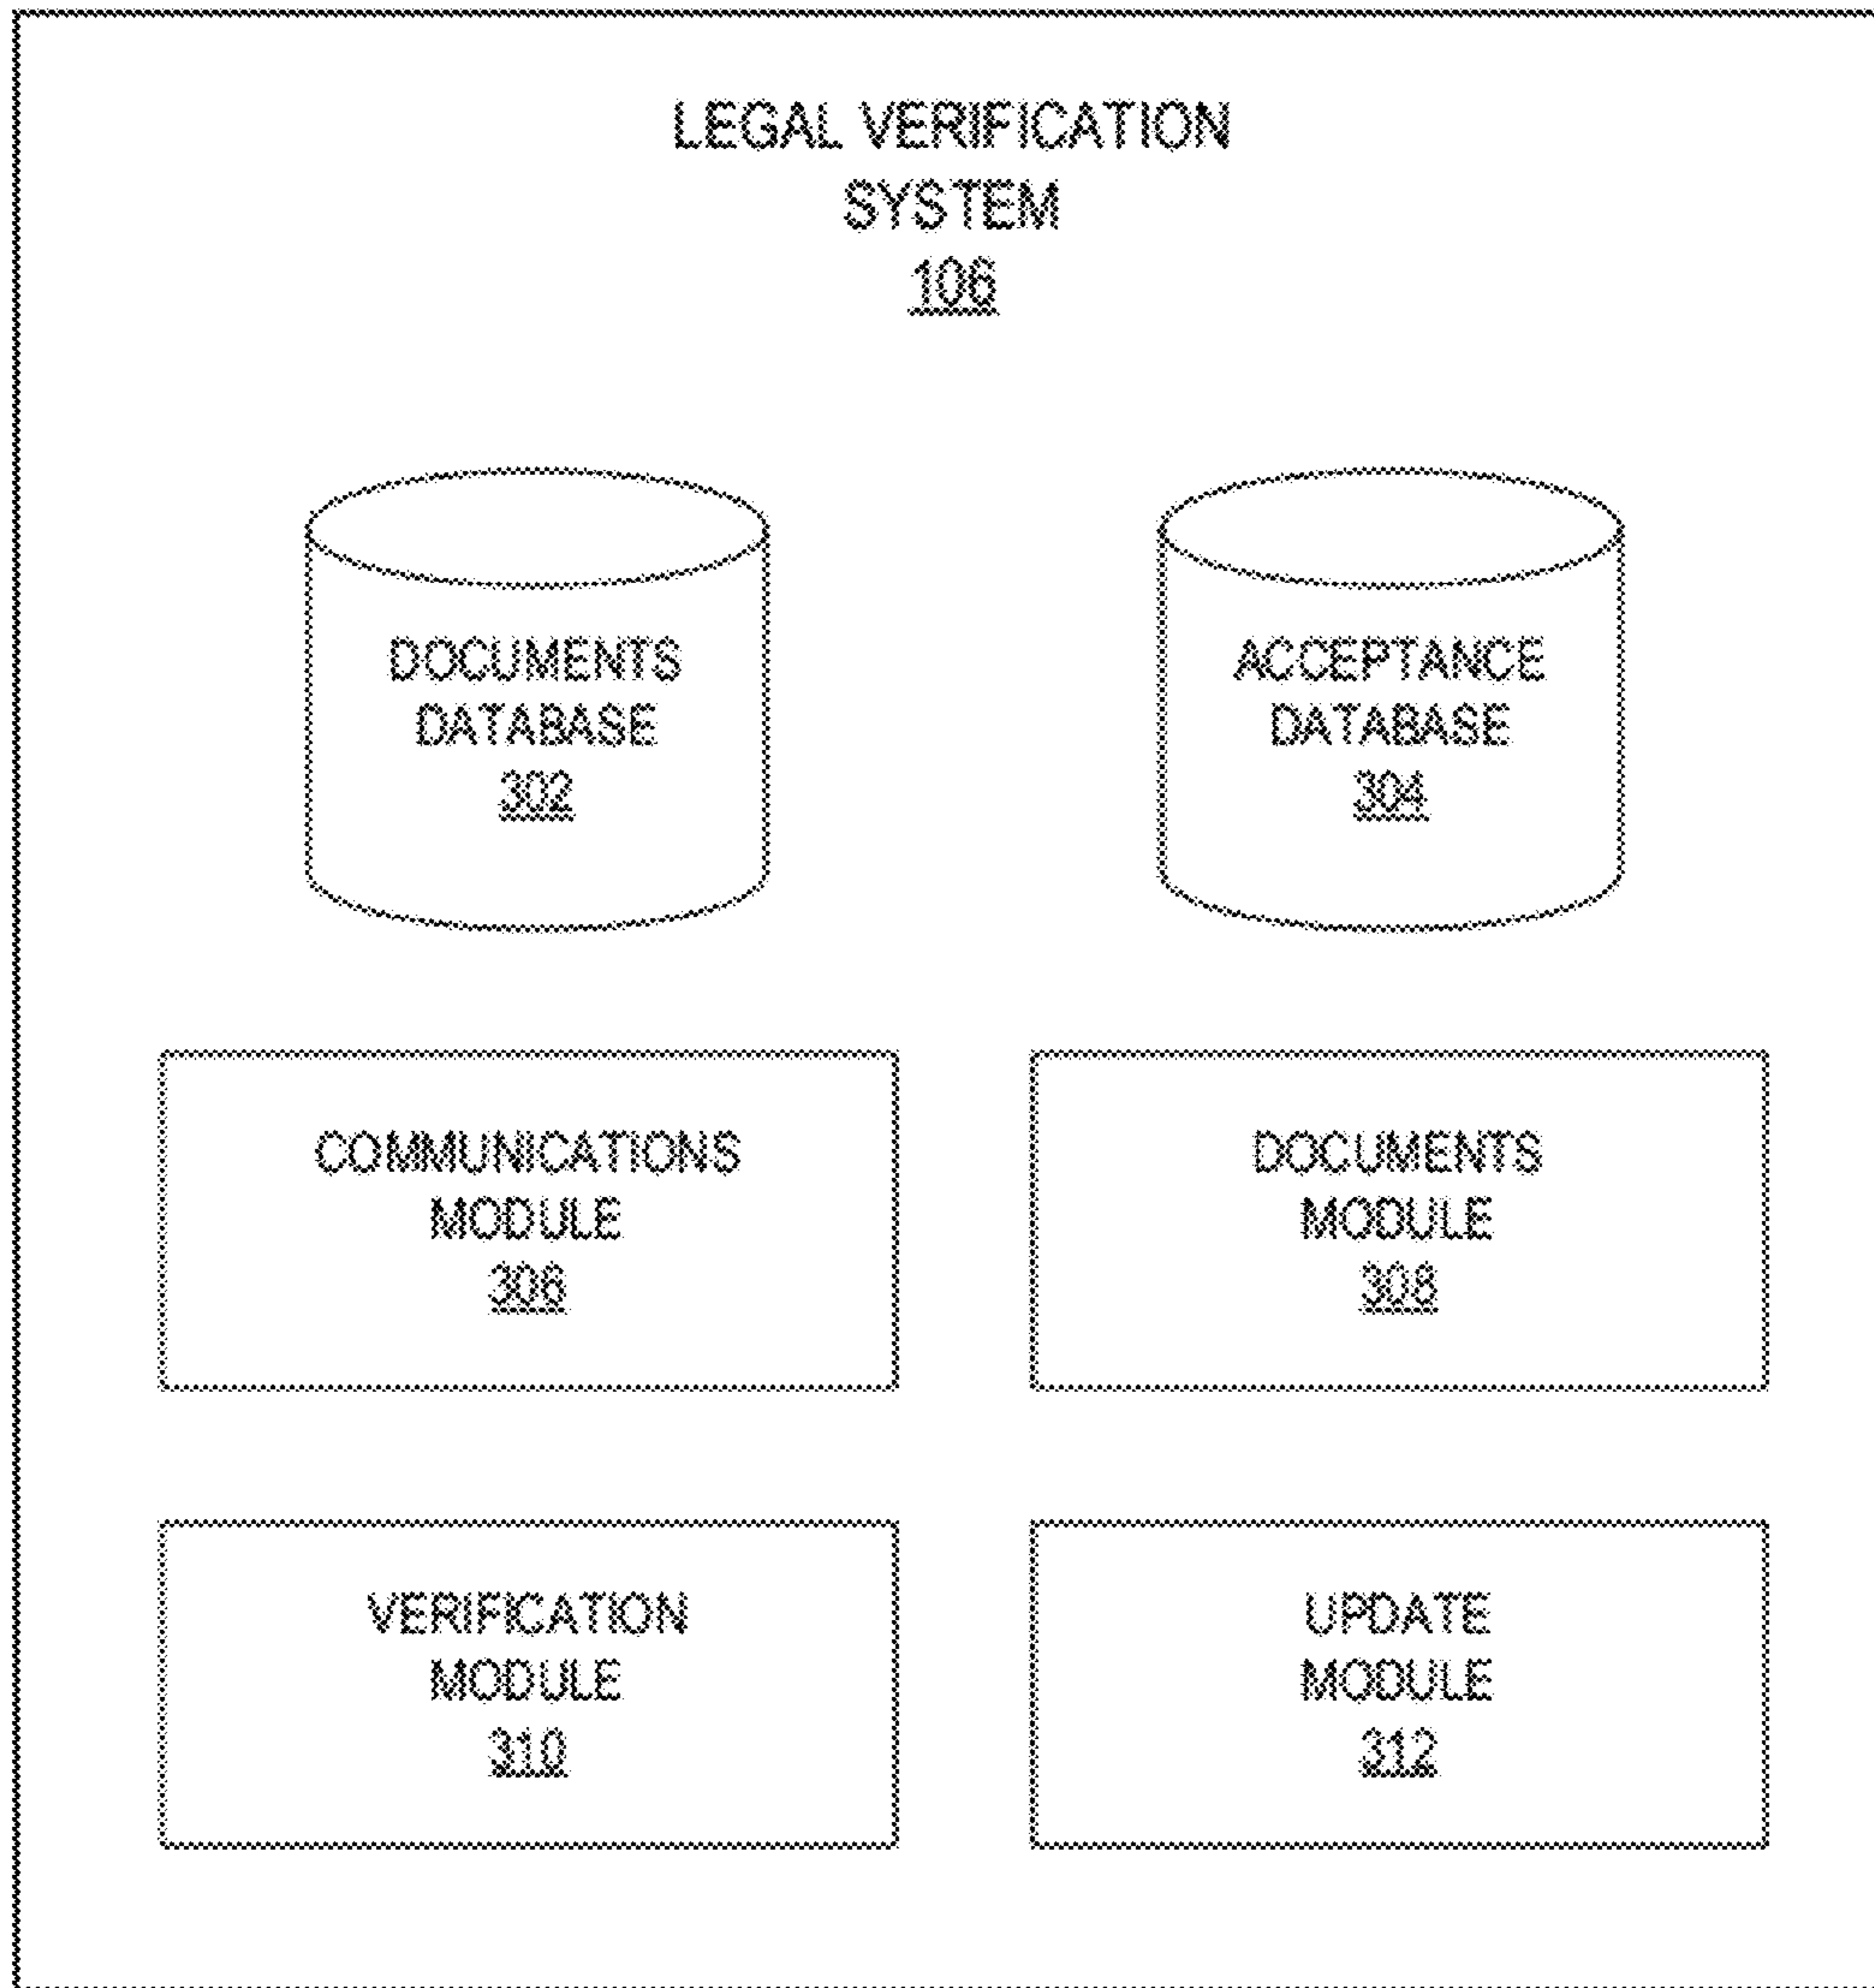 LEGAL VERIFICATION
SYSTEM
106
DOCUMENTS
DATABASE
302
ACCEPTANCE
DATABASE
304
COMMUNICATIONS
MODULE
306
DOCUMENTS
MODULE
308
VERIFICATION
MODULE
310
UPDATE
MODULE
312